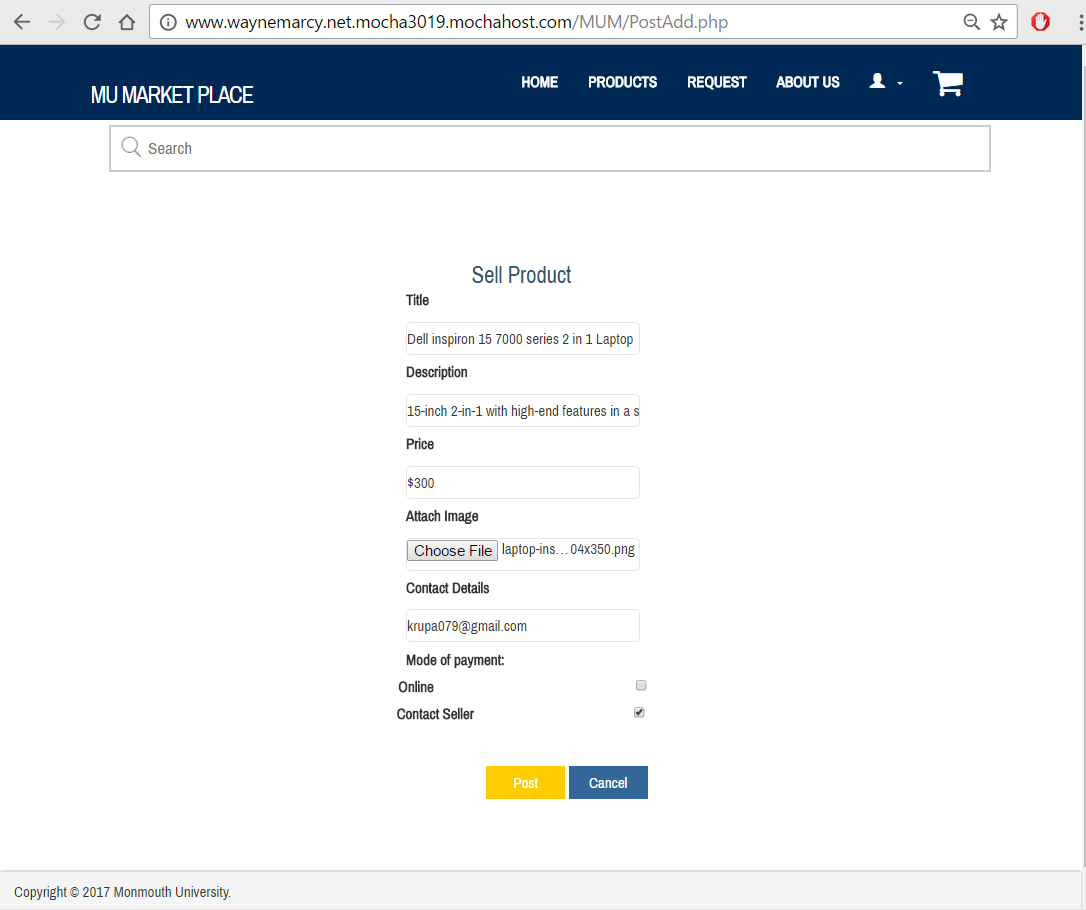 www.waynemarcy.net.mocha3019.mochahost.com/MUM/PostAdd.php
MU MARKET PLACE
HOME PRODUCTS REQUEST ABOUT US
Search
Sell Product
Title
Dell inspiron 15 7000 series 2 in 1 Laptop
Description
15-inch 2-in-1 with high-end features in a s
Price
$300
Attach Image
Choose File laptop-ins…04x350.png
Contact Details
krupa079@gmail.com
Mode of payment:
Online
Contact Seller
Post Cancel
Copyright © 2017 Monmouth University.